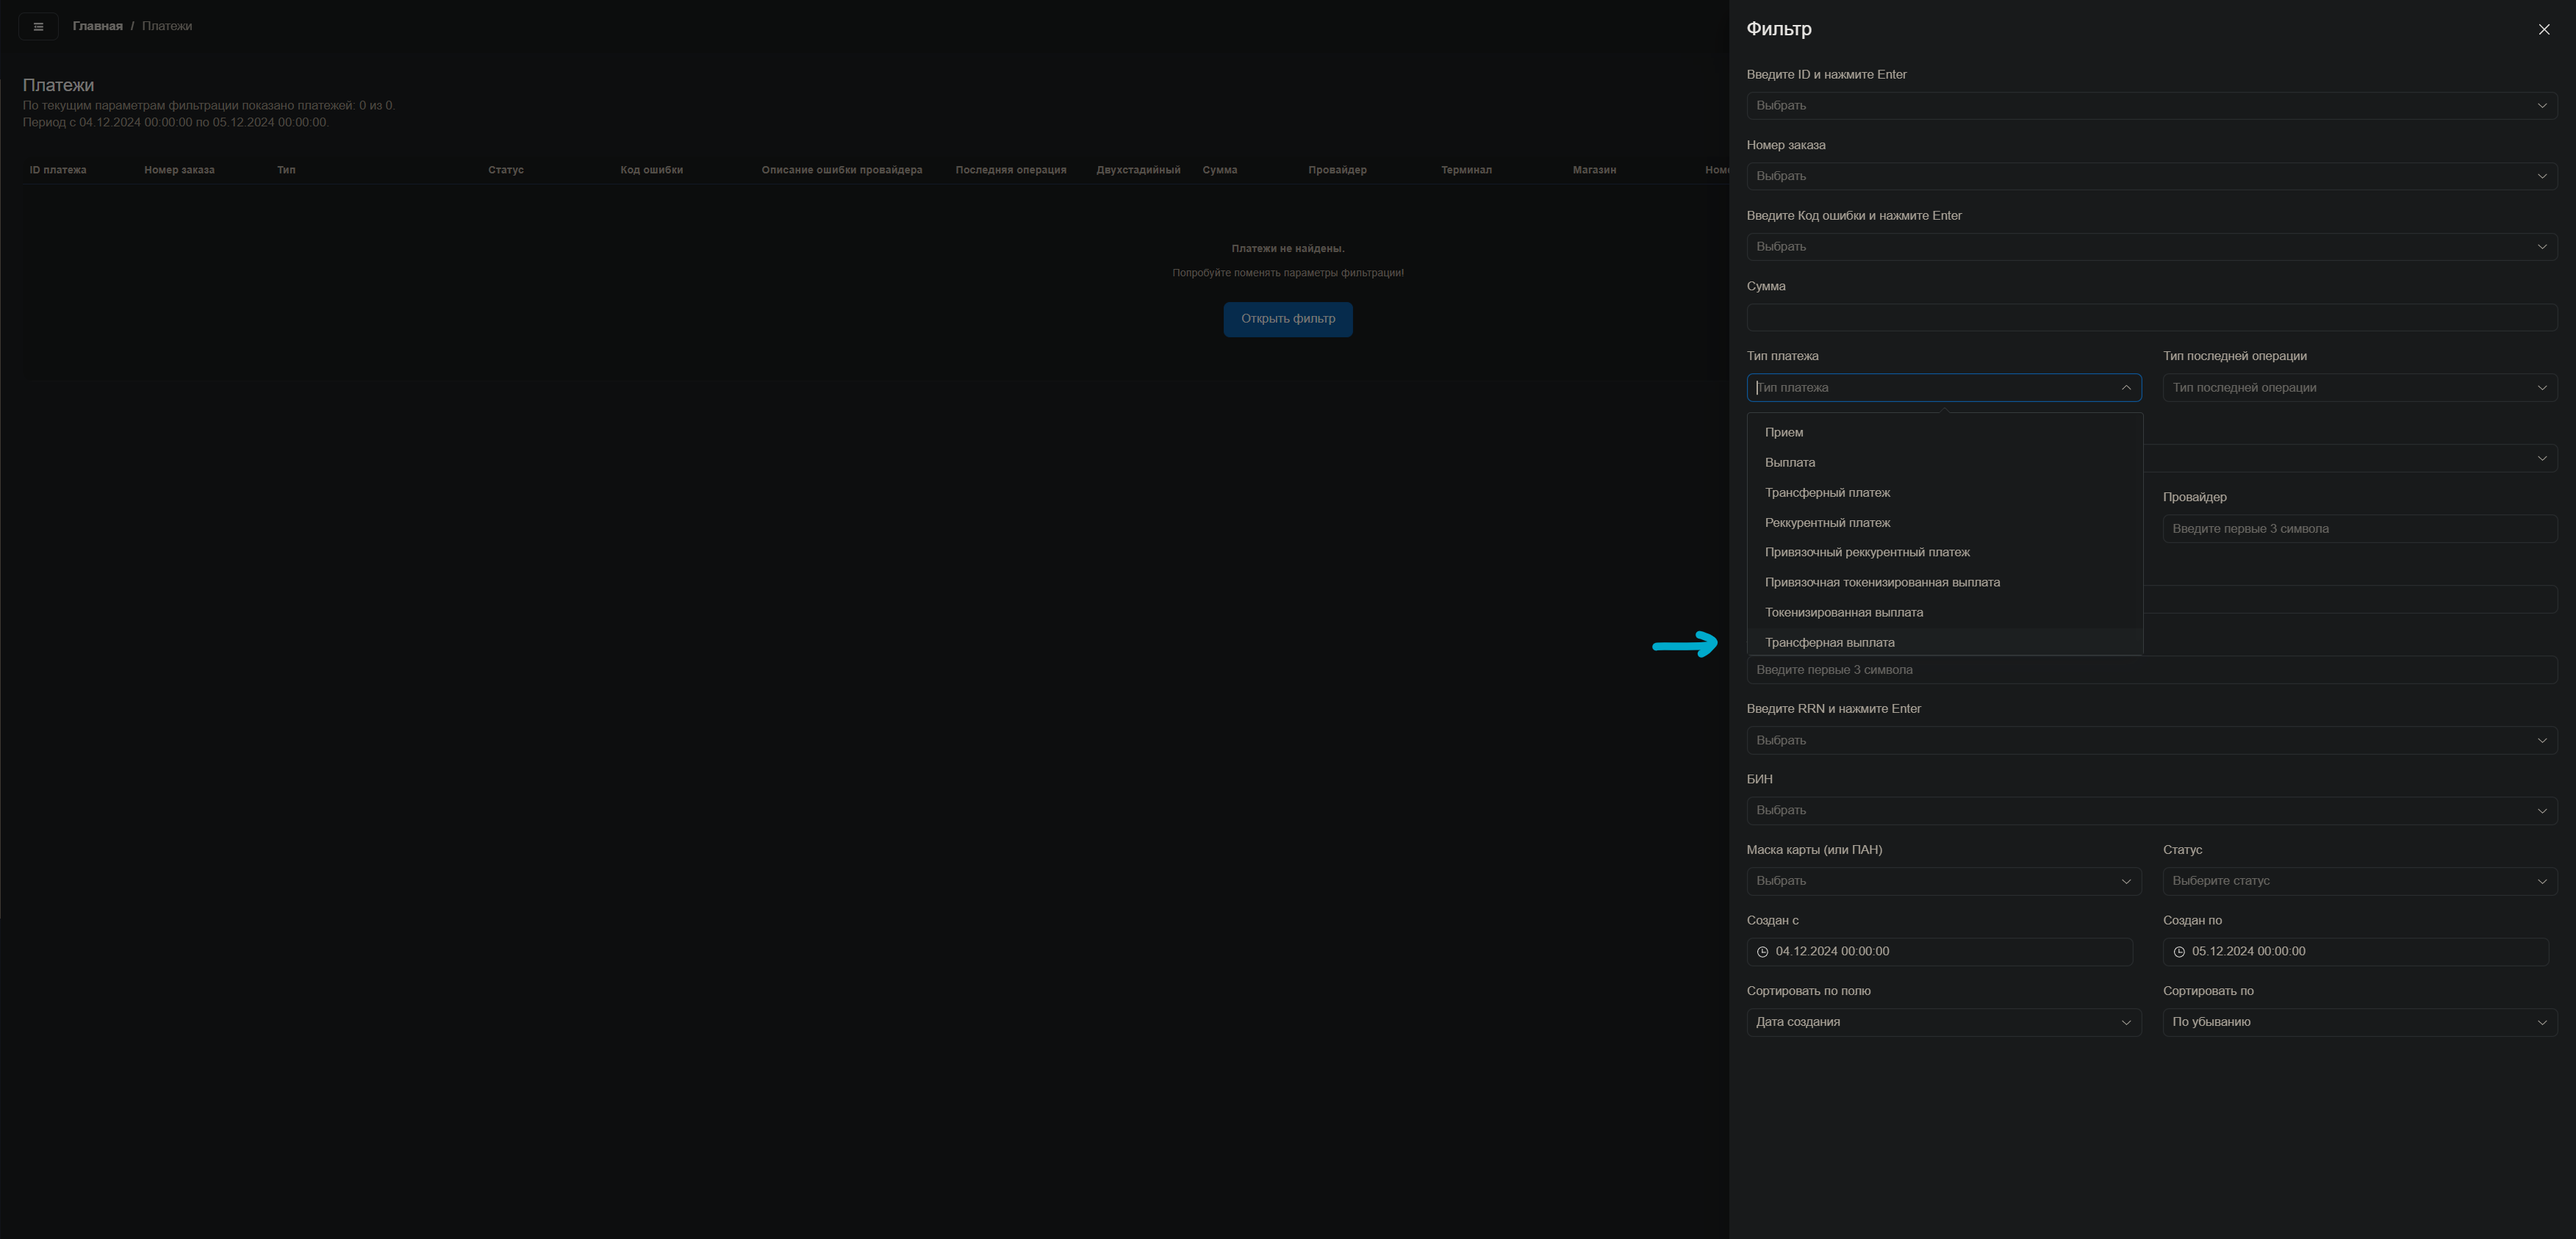 Главная / Платежи
Платежи
По текущим параметрам фильтрации показано платежей: 0 из 0.
Период с 04.12.2024 00:00:00 по 05.12.2024 00:00:00.
ID платежа Номер заказа Тип Статус Код ошибки Описание ошибки провайдера Последняя операция Двухстадийный Сумма Провайдер Терминал Магазин
Платежи не найдены.
Попробуйте поменять параметры фильтрации!
Открыть фильтр
Фильтр
Введите ID и нажмите Enter
Выбрать
Номер заказа
Выбрать
Введите Код ошибки и нажмите Enter
Выбрать
Сумма
Тип платежа Тип последней операции
Тип платежа Тип последней операции
Прием
Выплата
Трансферный платеж
Провайдер
Реккурентный платеж
Введите первые 3 символа
Привязочный реккурентный платеж
Привязочная токенизированная выплата
Токенизированная выплата
Трансферная выплата
Введите первые 3 символа
Введите RRN и нажмите Enter
Выбрать
БИН
Выбрать
Маска карты (или ПАН) Статус
Выбрать Выберите статус
Создан с Создан по
04.12.2024 00:00:00 05.12.2024 00:00:00
Сортировать по полю Сортировать по
Дата создания По убыванию